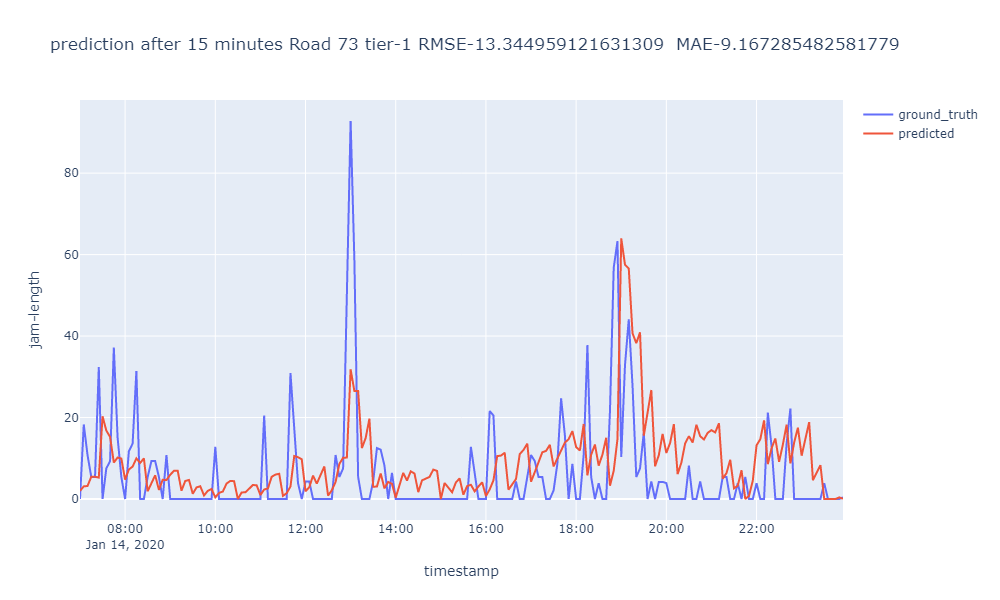 prediction after 15 minutes Road 73 tier-1 RMSE-13.344959121631309  MAE-9.167285482581779
ground_truth
predicted
80
60
40
20
0
jam-length
08:00 10:00 12:00 14:00 16:00 18:00 20:00 22:00
Jan 14, 2020
timestamp